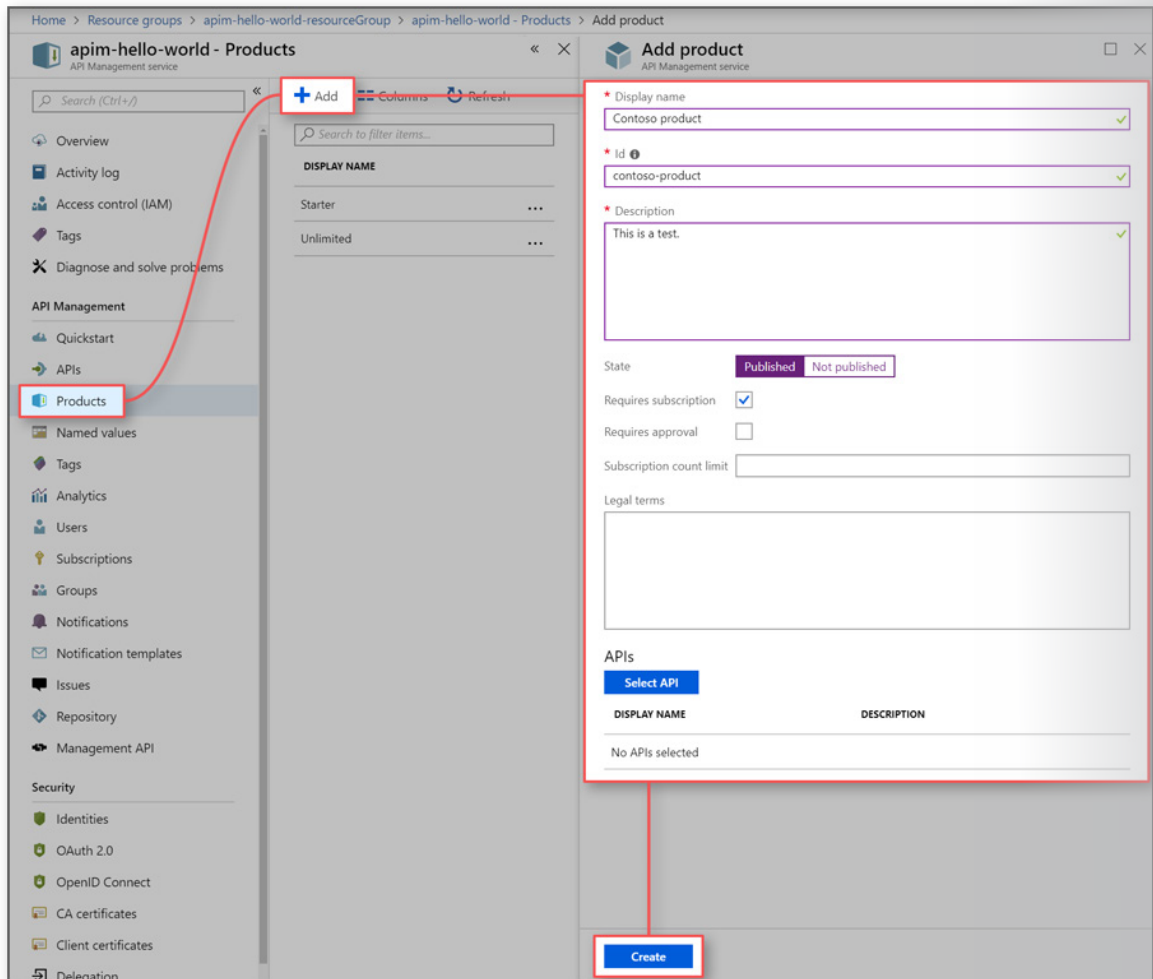 Home > Resource groups > apim-hello-world-resourceGroup > apim-hello-world - Products > Add product
apim-hello-world - Products
API Management service
Search (Ctrl+/)
Overview
Activity log
Access control (IAM)
Tags
Diagnose and solve problems
API Management
Quickstart
APIs
Products
Named values
Tags
Analytics
Users
Subscriptions
Groups
Notifications
Notification templates
Issues
Repository
Management API
Security
Identities
OAuth 2.0
OpenID Connect
CA certificates
Client certificates
Delegation
Add Columns Refresh
Search to filter items...
DISPLAY NAME
Starter ...
Unlimited ...
Add product
API Management service
* Display name
Contoso product
* Id
contoso-product
* Description
This is a test.
State Published Not published
Requires subscription
Requires approval
Subscription count limit
Legal terms
APIs
Select API
DISPLAY NAME DESCRIPTION
No APIs selected
Create